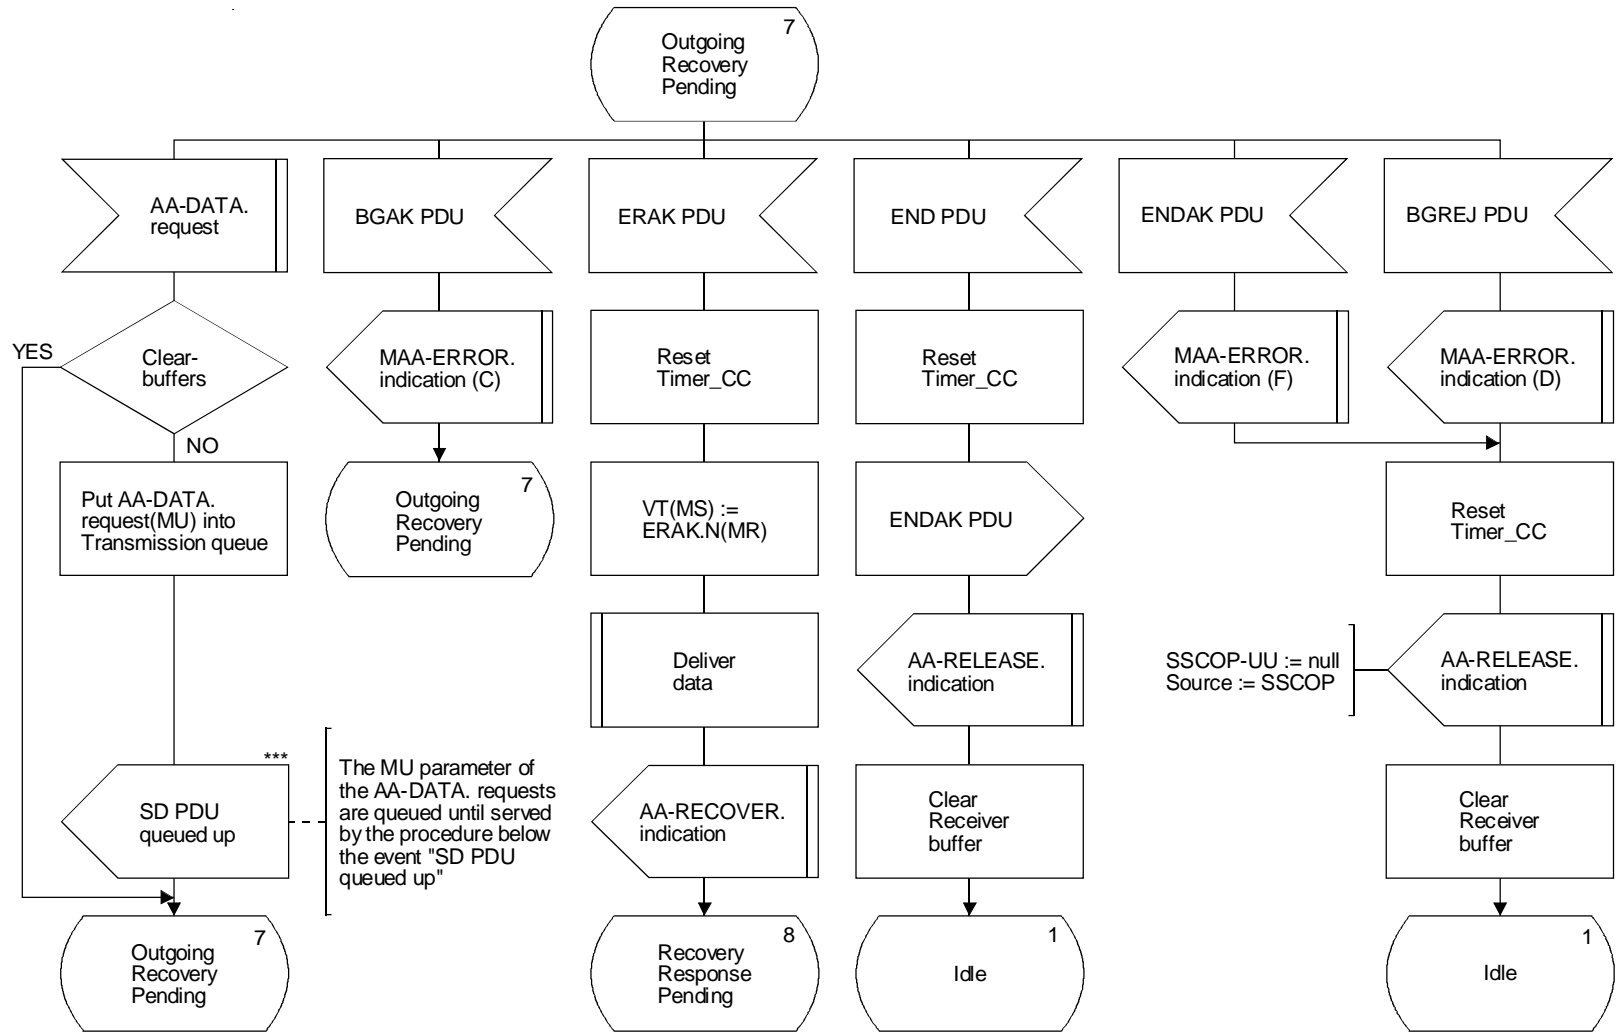 7
Outgoing
Recovery
Pending
AA-DATA.
request
BGAK PDU
ERAK PDU
END PDU
ENDAK PDU
BGREJ PDU
YES
Clear-
buffers
NO
MAA-ERROR.
indication (C)
Reset
Timer_CC
Reset
Timer_CC
MAA-ERROR.
indication (F)
MAA-ERROR.
indication (D)
Put AA-DATA.
request(MU) into
Transmission queue
7
Outgoing
Recovery
Pending
VT(MS) :=
ERAK.N(MR)
ENDAK PDU
Reset
Timer_CC
Deliver
data
AA-RELEASE.
indication
SSCOP-UU := null
Source := SSCOP
AA-RELEASE.
indication
***
SD PDU
queued up
The MU parameter of
the AA-DATA. requests
are queued until served
by the procedure below
the event "SD PDU
queued up"
AA-RECOVER.
indication
Clear
Receiver
buffer
Clear
Receiver
buffer
7
Outgoing
Recovery
Pending
8
Recovery
Response
Pending
1
Idle
1
Idle